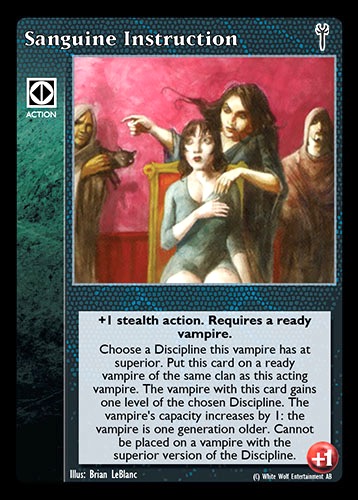 Sanguine Instruction
ACTION
+1 stealth action. Requires a ready
vampire.
Choose a Discipline this vampire has at
superior. Put this card on a ready
vampire of the same clan as this acting
vampire. The vampire with this card gains
one level of the chosen Discipline. The
vampire's capacity increases by 1: the
vampire is one generation older. Cannot
be placed on a vampire with the
superior version of the Discipline.
+1
Illus: Brian LeBlanc
(C) White Wolf Entertainment AB